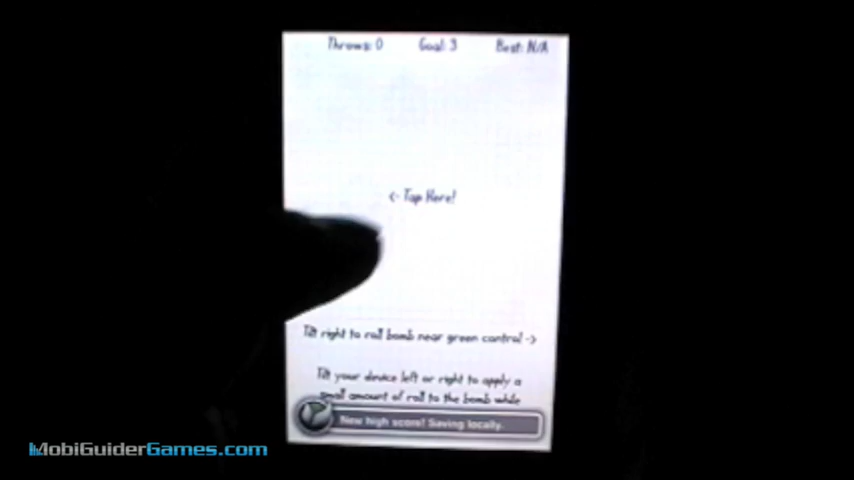 Throws: 0 Goal: 3 Best: N/A
<- Tap Here!
Tilt right to roll bomb near green control ->
Tilt your device left or right to apply a
small amount of roll to the bomb while
New high score! Saving locally.
MobiGuiderGames.com